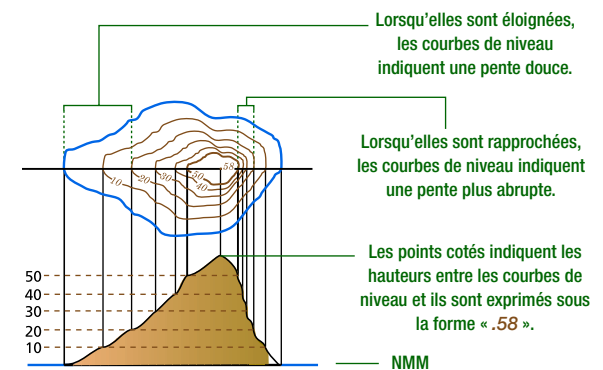 Lorsqu'elles sont éloignées,
les courbes de niveau
indiquent une pente douce.
Lorsqu'elles sont rapprochées,
les courbes de niveau indiquent
une pente plus abrupte.
10
20
30
40
50
.58
Les points cotés indiquent les
hauteurs entre les courbes de
niveau et ils sont exprimés sous
la forme « .58 ».
50
40
30
20
10
NMM